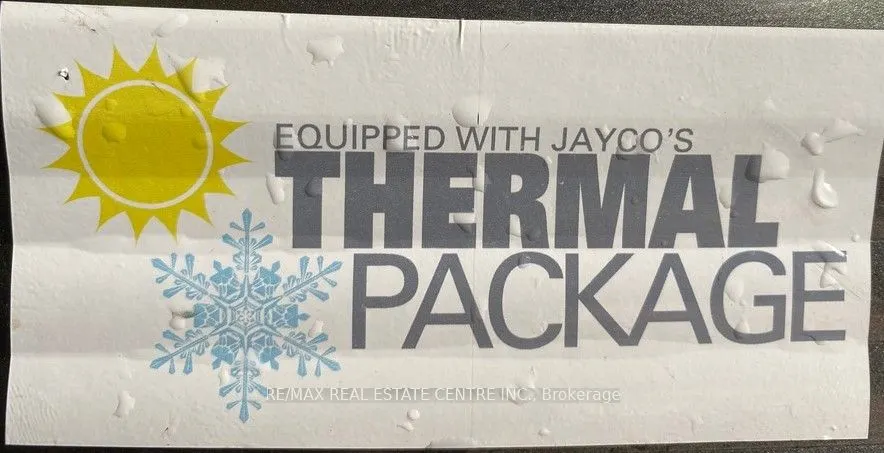 EQUIPPED WITH JAYCO'S
THERMAL
PACKAGE
RE/MAX REAL ESTATE CENTRE INC., Brokerage